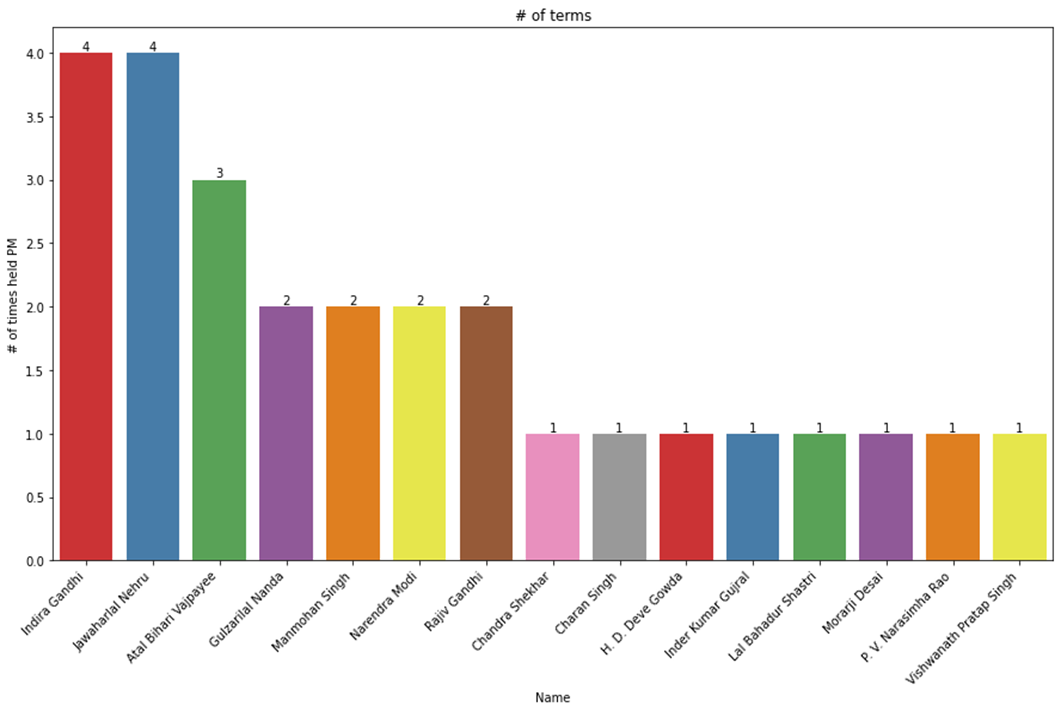 # of terms
4 4 3 2 2 2 2 1 1 1 1 1 1 1 1
4.0
3.5
3.0
2.5
2.0
1.5
1.0
0.5
0.0
# of times held PM
Indira Gandhi
Jawaharlal Nehru
Atal Bihari Vajpayee
Gulzarilal Nanda
Manmohan Singh
Narendra Modi
Rajiv Gandhi
Chandra Shekhar
Charan Singh
H. D. Deve Gowda
Inder Kumar Gujral
Lal Bahadur Shastri
Morarji Desai
P. V. Narasimha Rao
Vishwanath Pratap Singh
Name